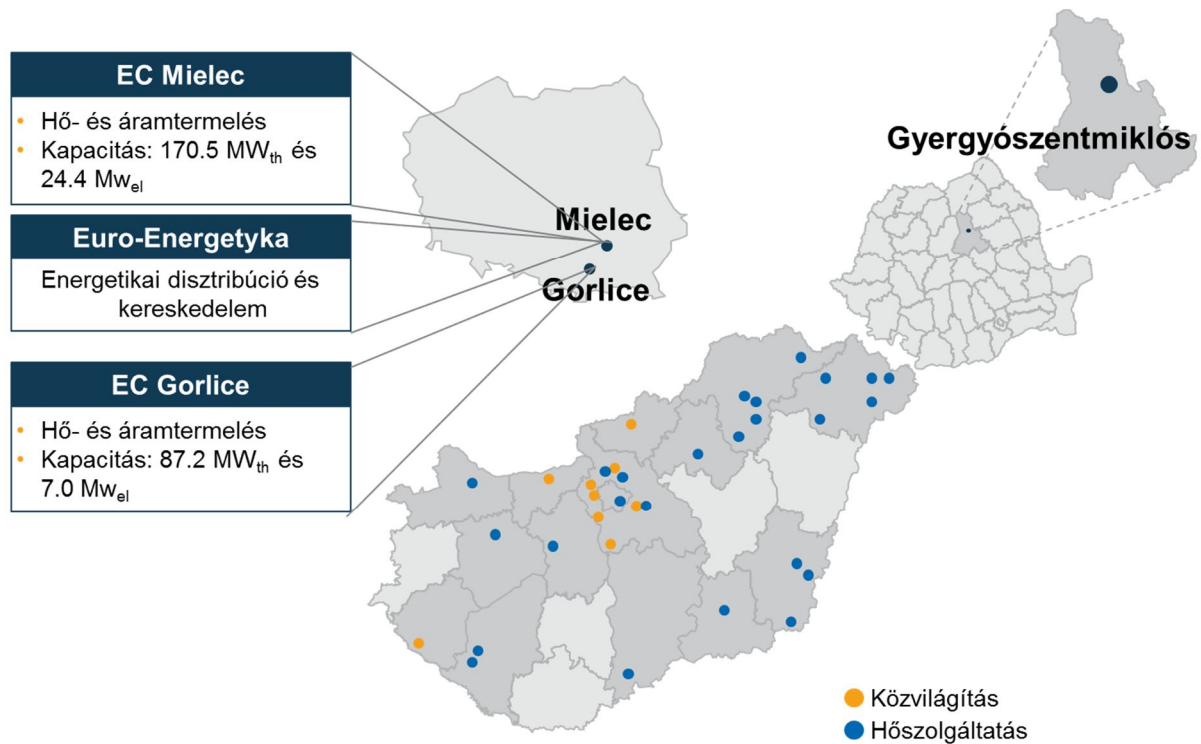 EC Mielec
• Hő- és áramtermelés
• Kapacitás: 170.5 MWth és
24.4 Mwel
Euro-Energetyka
Energetikai disztribúció és
kereskedelem
EC Gorlice
• Hő- és áramtermelés
• Kapacitás: 87.2 MWth és
7.0 Mwel
Mielec
Gorlice
Gyergyószentmiklós
Közvilágítás
Hőszolgáltatás